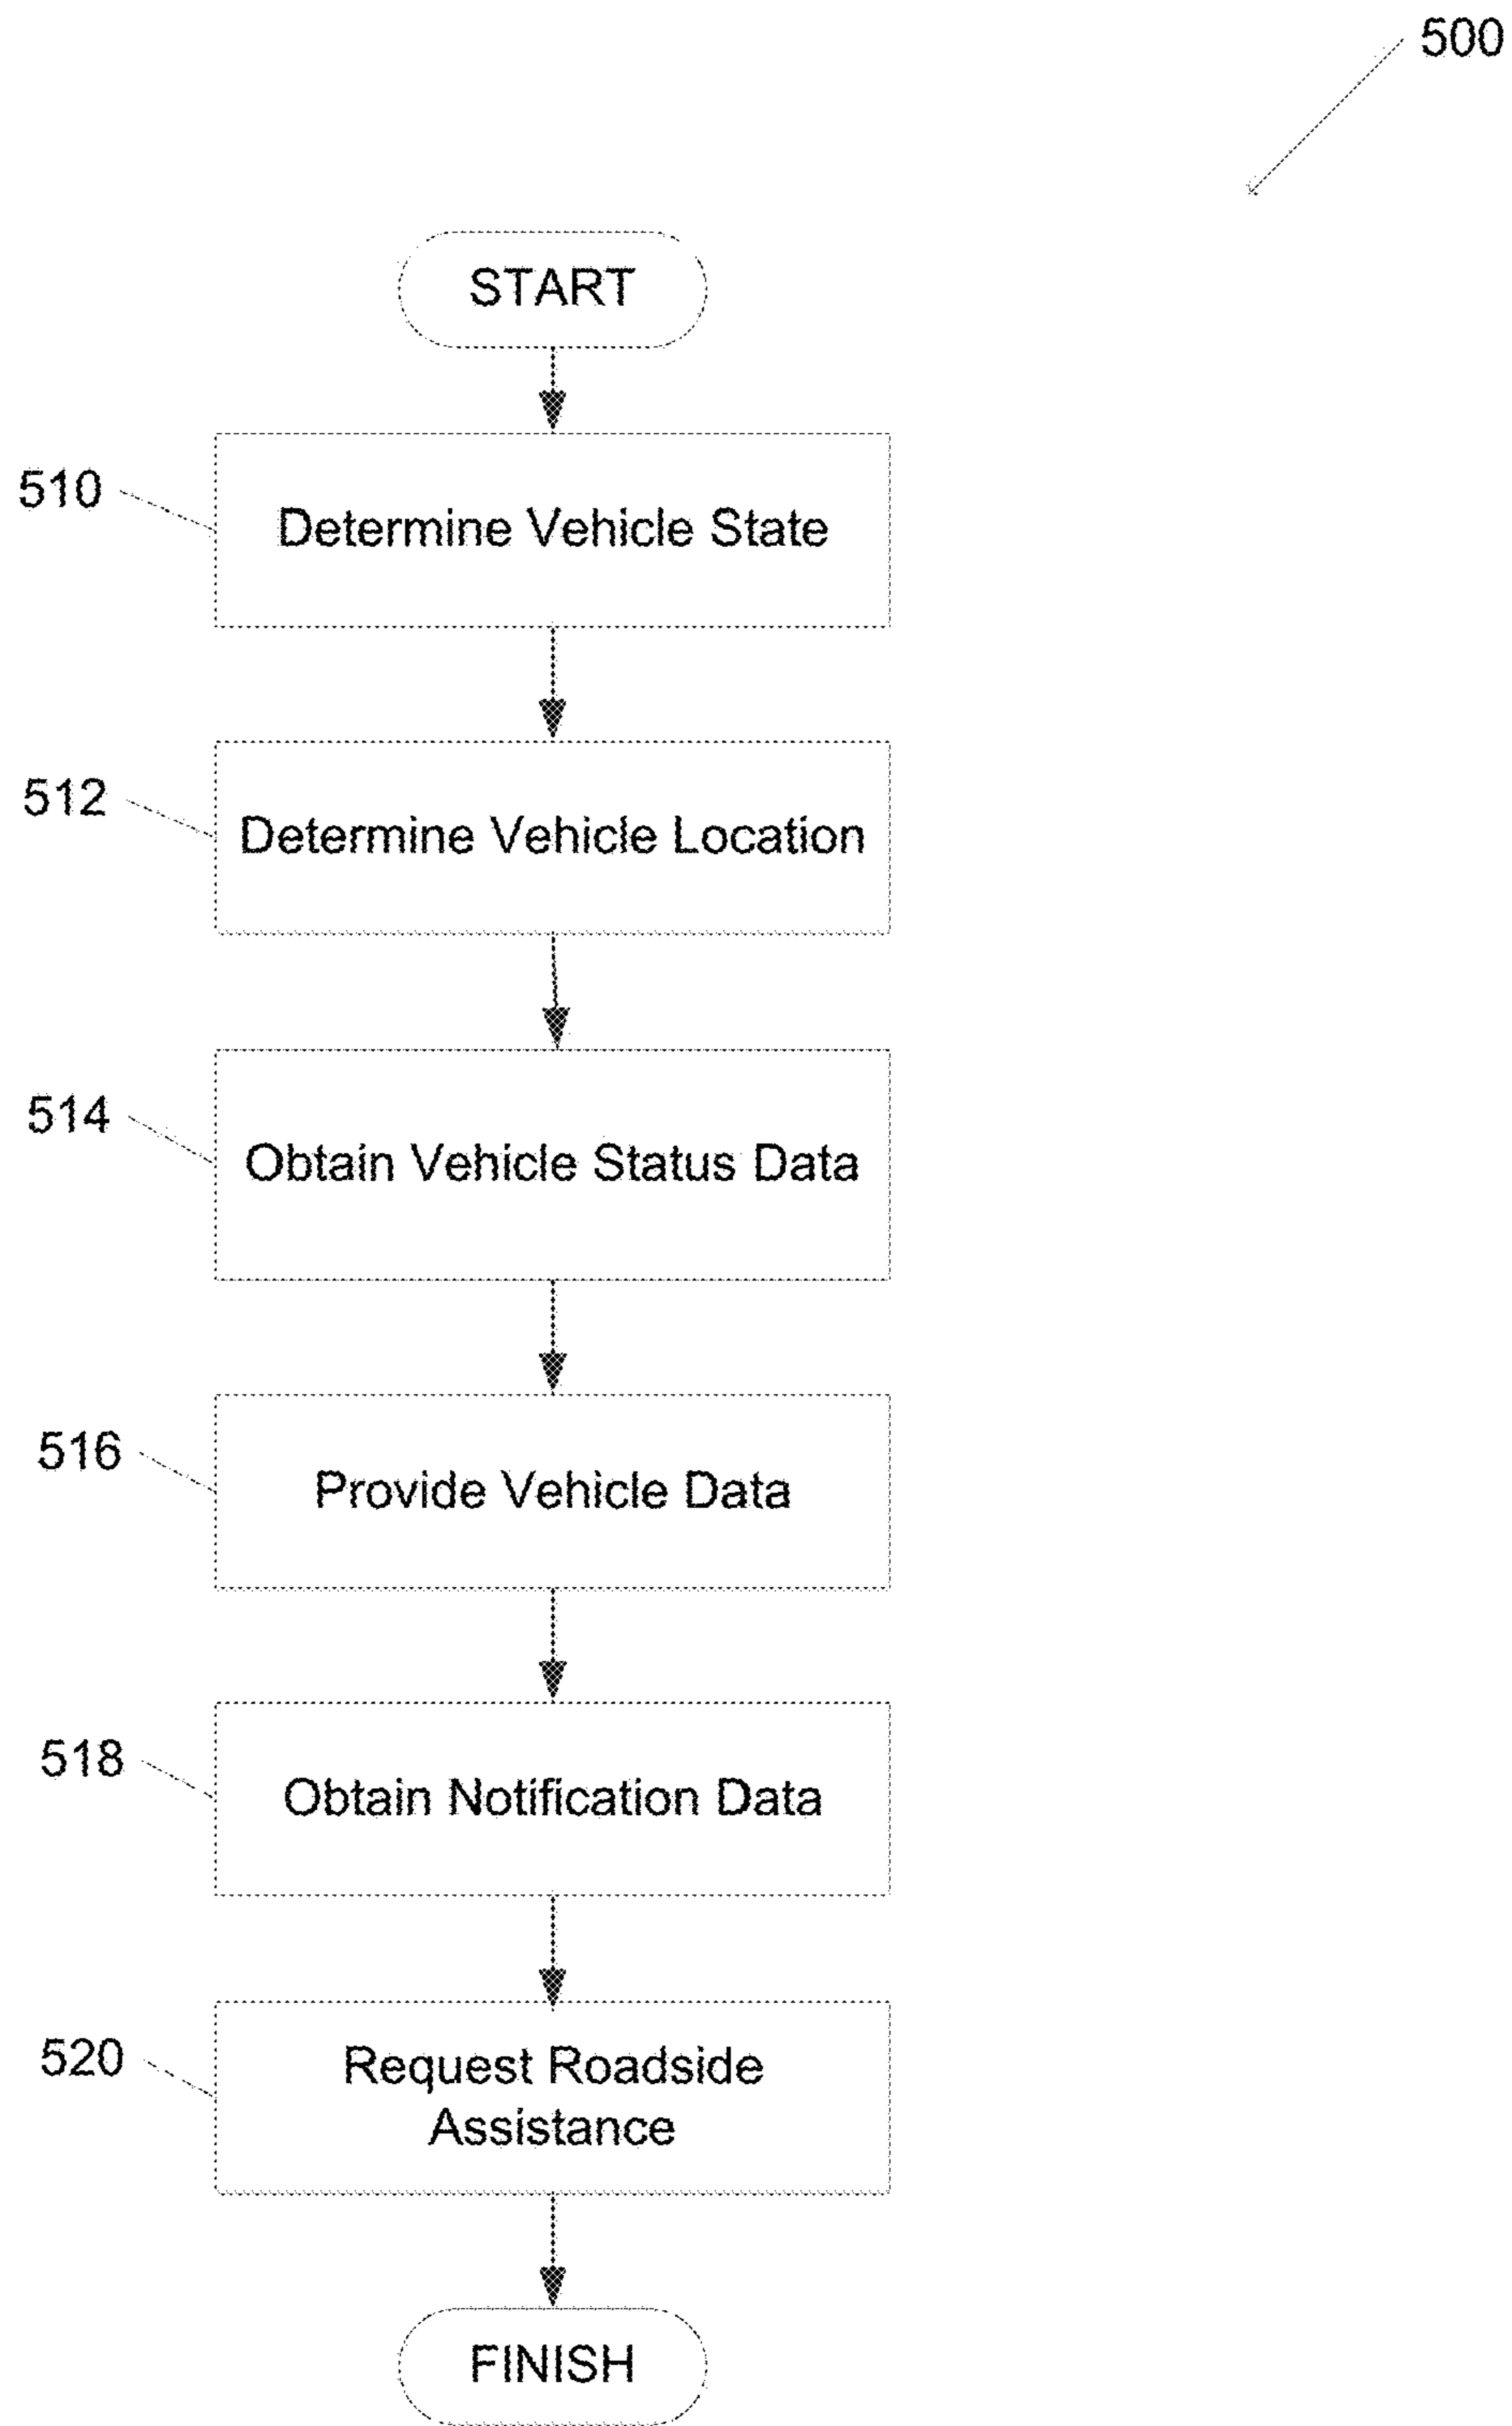 500
START
510
Determine Vehicle State
512
Determine Vehicle Location
514
Obtain Vehicle Status Data
516
Provide Vehicle Data
518
Obtain Notification Data
520
Request Roadside
Assistance
FINISH